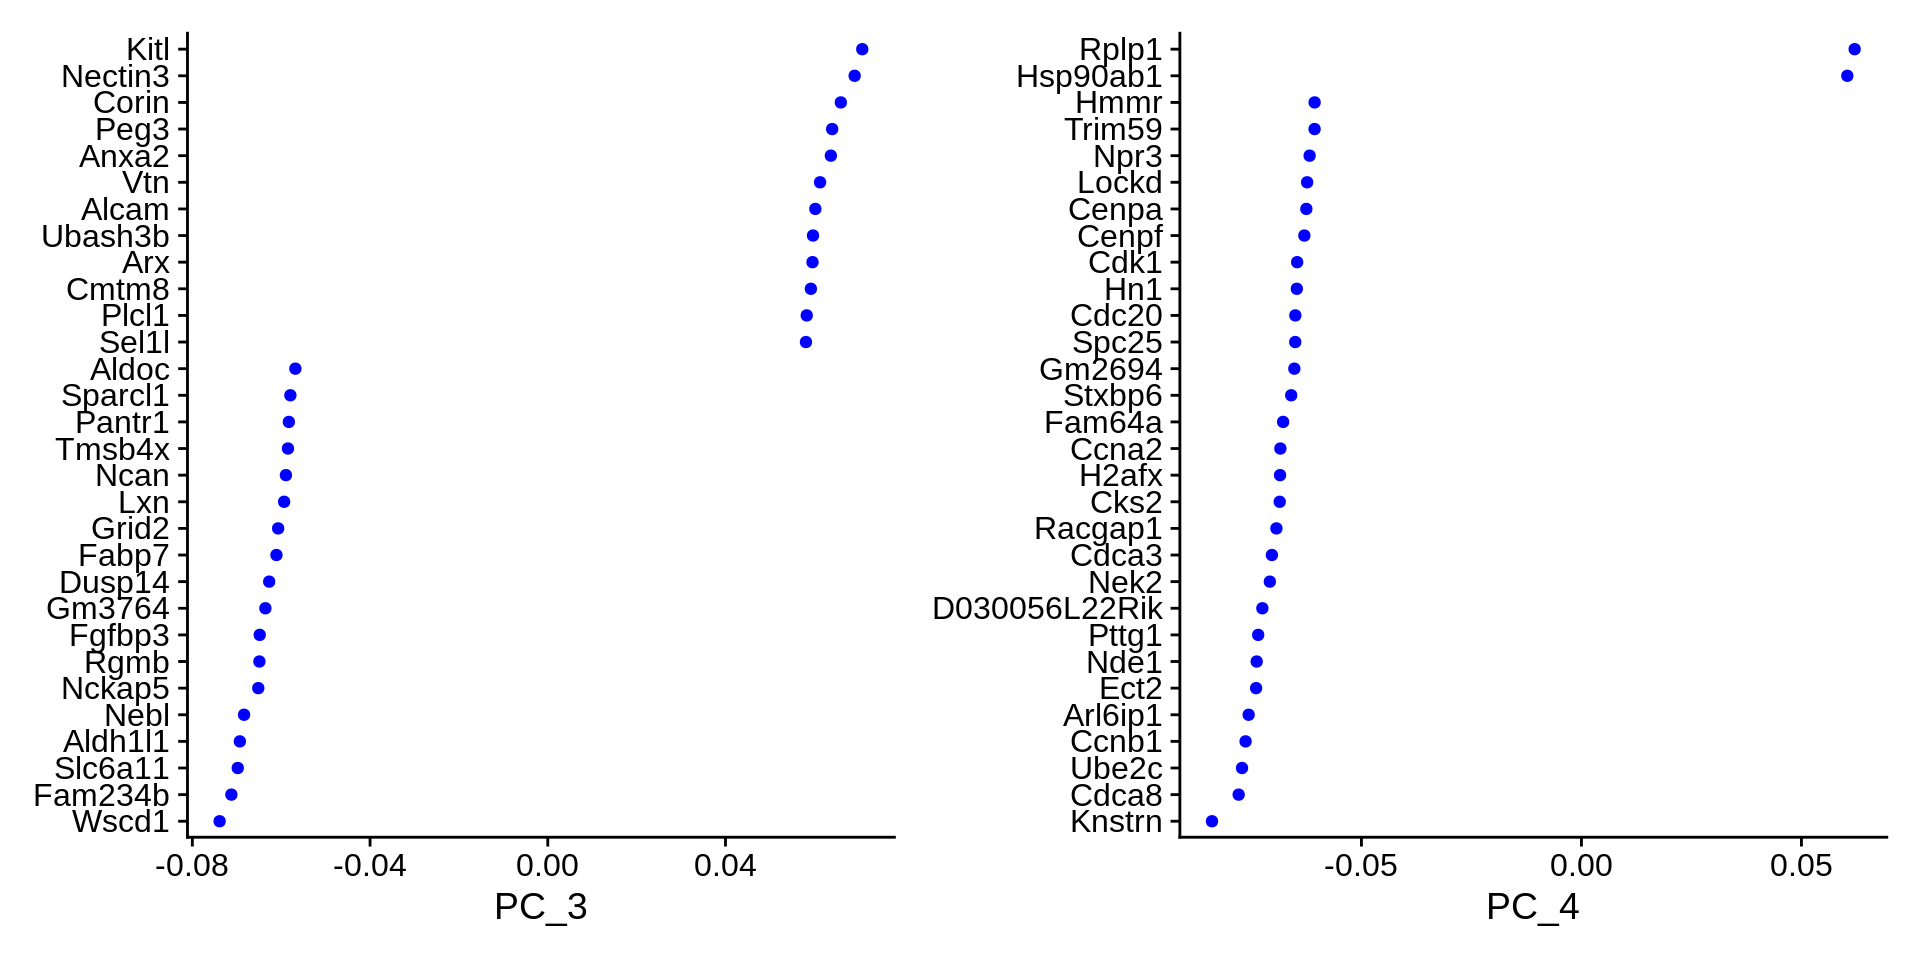 Kitl
Nectin3
Corin
Peg3
Anxa2
Vtn
Alcam
Ubash3b
Arx
Cmtm8
Plcl1
Sel1l
Aldoc
Sparcl1
Pantr1
Tmsb4x
Ncan
Lxn
Grid2
Fabp7
Dusp14
Gm3764
Fgfbp3
Rgmb
Nckap5
Nebl
Aldh1l1
Slc6a11
Fam234b
Wscd1
-0.08 -0.04 0.00 0.04
PC_3
Rplp1
Hsp90ab1
Hmmr
Trim59
Npr3
Lockd
Cenpa
Cenpf
Cdk1
Hn1
Cdc20
Spc25
Gm2694
Stxbp6
Fam64a
Ccna2
H2afx
Cks2
Racgap1
Cdca3
Nek2
D030056L22Rik
Pttg1
Nde1
Ect2
Arl6ip1
Ccnb1
Ube2c
Cdca8
Knstrn
-0.05 0.00 0.05
PC_4